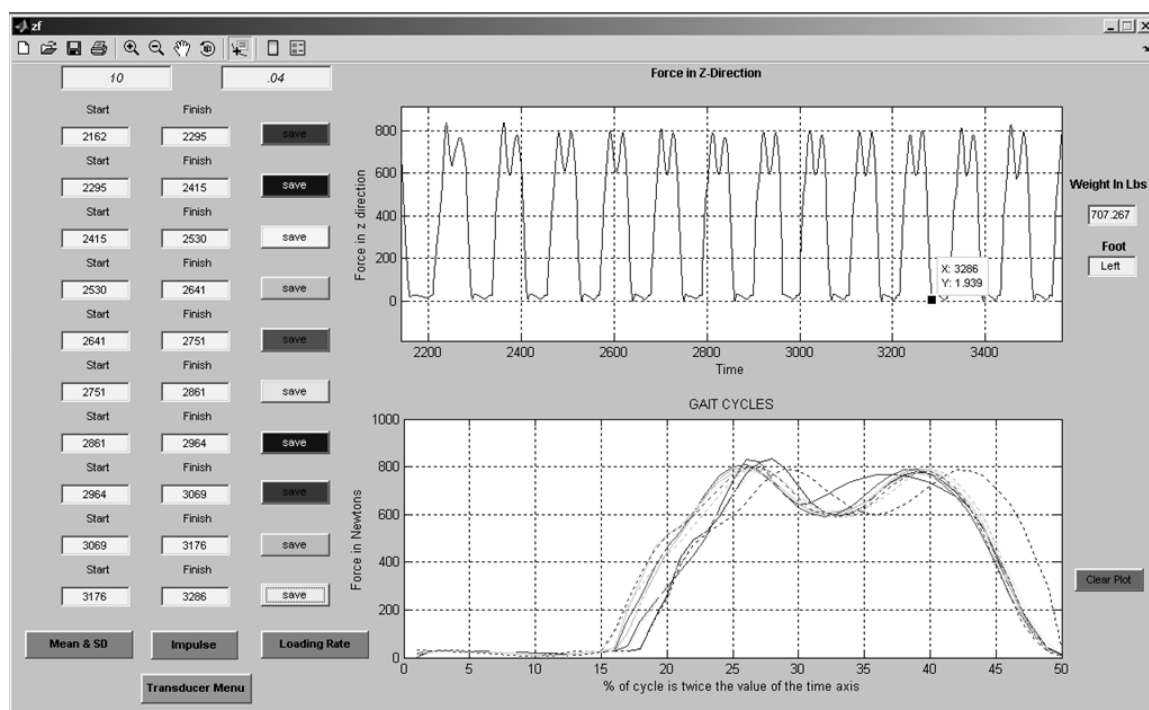 zf
10 .04
Start Finish
2162 2295 save
Start Finish
2295 2415 save
Start Finish
2415 2530 save
Start Finish
2530 2641 save
Start Finish
2641 2751 save
Start Finish
2751 2861 save
Start Finish
2861 2964 save
Start Finish
2964 3069 save
Start Finish
3069 3176 save
Start Finish
3176 3286 save
Mean & SD Impulse Loading Rate
Transducer Menu
Force in Z-Direction
Force in z direction
800
600
400
200
0
X: 3286
Y: 1.939
2200 2400 2600 2800 3000 3200 3400
Time
Weight In Lbs
707.267
Foot
Left
GAIT CYCLES
Force in Newtons
1000
800
600
400
200
0
0 5 10 15 20 25 30 35 40 45 50
% of cycle is twice the value of the time axis
Clear Plot